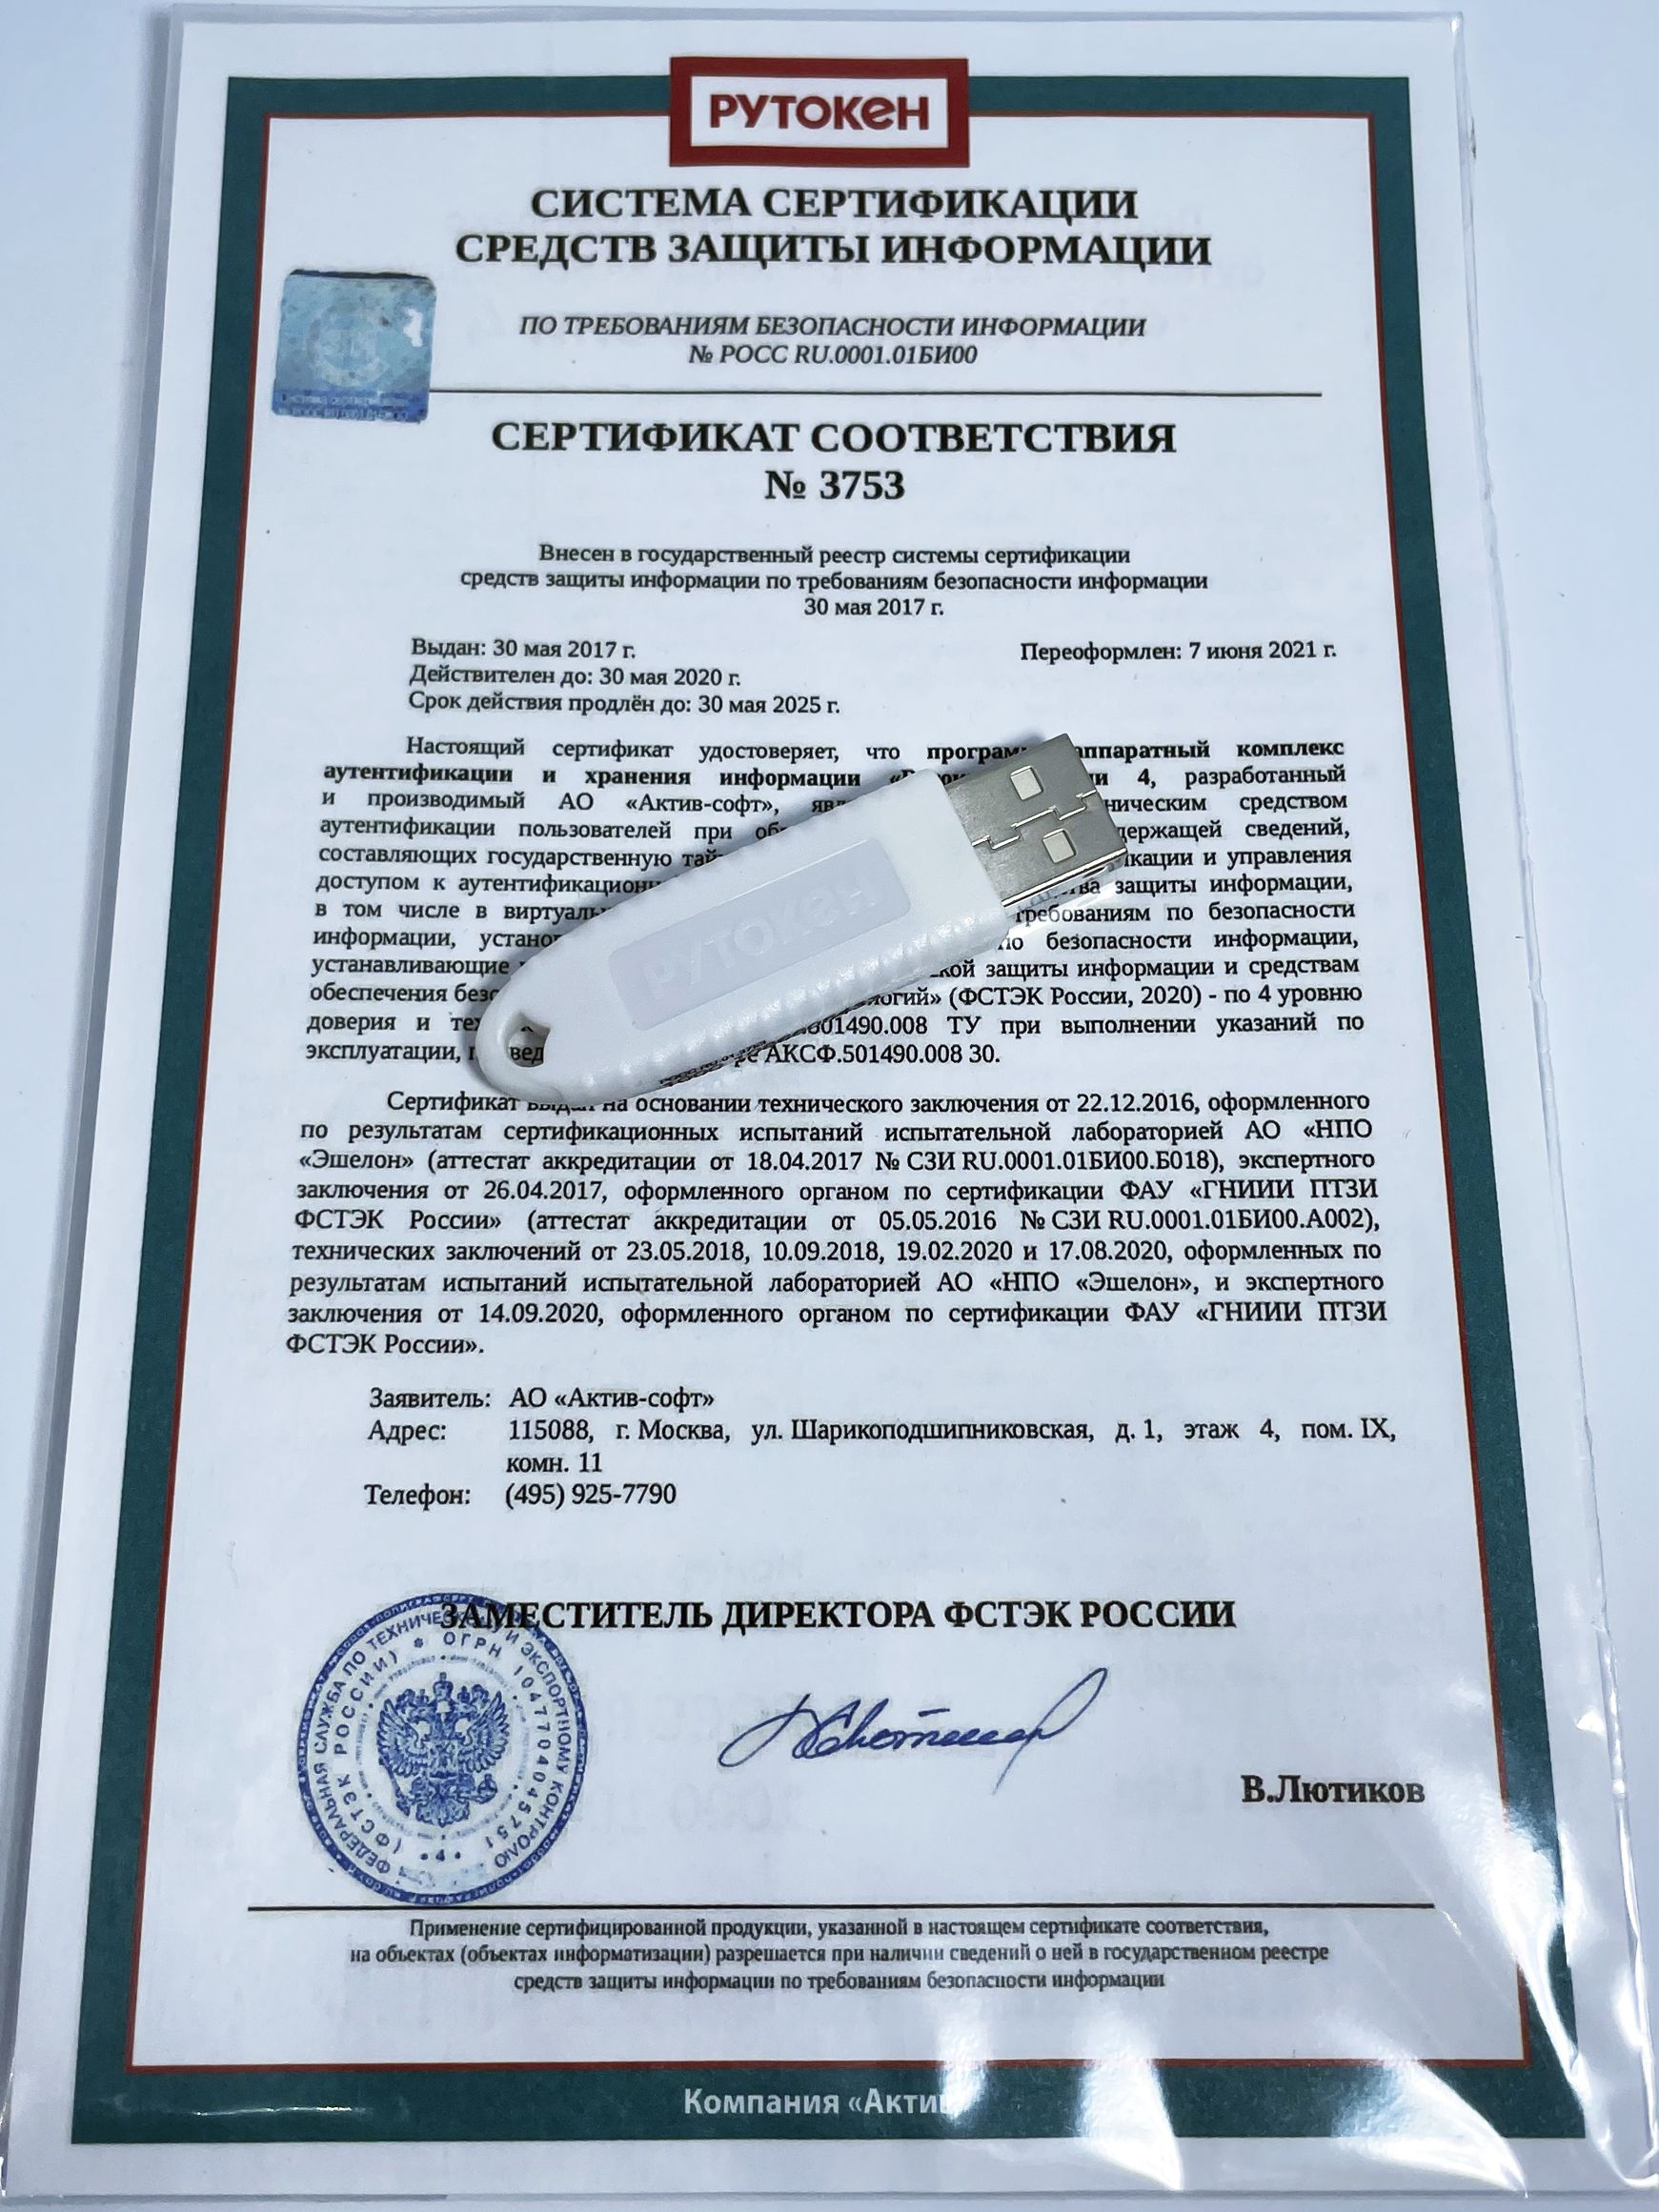 РУТОКЕН
СИСТЕМА СЕРТИФИКАЦИИ
СРЕДСТВ ЗАЩИТЫ ИНФОРМАЦИИ
ПО ТРЕБОВАНИЯМ БЕЗОПАСНОСТИ ИНФОРМАЦИИ
№ РОСС RU.0001.01БИ00
СЕРТИФИКАТ СООТВЕТСТВИЯ
№ 3753
Внесен в государственный реестр системы сертификации
средств защиты информации по требованиям безопасности информации
30 мая 2017 г.
Выдан: 30 мая 2017 г.
Переоформлен: 7 июня 2021 г.
Действителен до: 30 мая 2020 г.
Срок действия продлён до: 30 мая 2025 г.
Настоящий сертификат удостоверяет, что аппаратный комплекс
аутентификации и хранения информации 4, разработанный
и производимый АО «Актив-софт», средством
аутентификации пользователей при сведений,
составляющих государственную и управления
доступом к защиты информации,
в том числе в требованиям по безопасности
информации, по безопасности информации,
устанавливающие защиты информации и средствам
обеспечения (ФСТЭК России, 2020) - по 4 уровню
доверия и ТУ при выполнении указаний по
эксплуатации, АКСФ.501490.008 30.
РУТОКЕН
Сертификат выдан на основании технического заключения от 22.12.2016, оформленного
по результатам сертификационных испытаний испытательной лабораторией АО «НПО
«Эшелон» (аттестат аккредитации от 18.04.2017 № СЗИ RU.0001.01БИ00.Б018), экспертного
заключения от 26.04.2017, оформленного органом по сертификации ФАУ «ГНИИИ ПТЗИ
ФСТЭК России» (аттестат аккредитации от 05.05.2016 № СЗИ RU.0001.01БИ00.А002),
технических заключений от 23.05.2018, 10.09.2018, 19.02.2020 и 17.08.2020, оформленных по
результатам испытаний испытательной лабораторией АО «НПО «Эшелон», и экспертного
заключения от 14.09.2020, оформленного органом по сертификации ФАУ «ГНИИИ ПТЗИ
ФСТЭК России».
Заявитель: АО «Актив-софт»
Адрес: 115088, г. Москва, ул. Шарикоподшипниковская, д. 1, этаж 4, пом. IX,
комн. 11
Телефон: (495) 925-7790
ЗАМЕСТИТЕЛЬ ДИРЕКТОРА ФСТЭК РОССИИ
ФЕДЕРАЛЬНАЯ СЛУЖБА ПО ТЕХНИЧЕСКОМУ И ЭКСПОРТНОМУ КОНТРОЛЮ
(ФСТЭК РОССИИ) * ОГРН 1047704045751
4
В.Лютиков
Применение сертифицированной продукции, указанной в настоящем сертификате соответствия,
на объектах (объектах информатизации) разрешается при наличии сведений о ней в государственном реестре
средств защиты информации по требованиям безопасности информации
Компания